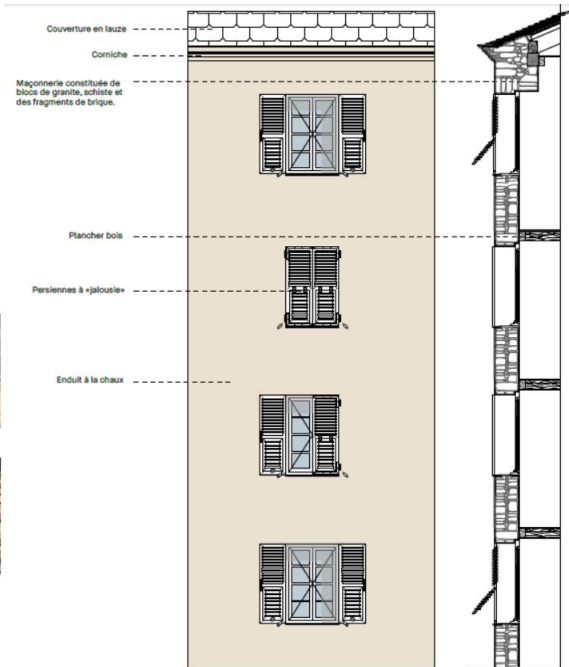 Couverture en lauze
Corniche
Maçonnerie constituée de
blocs de granite, schiste et
des fragments de brique.
Plancher bois
Persiennes à «jalousie»
Enduit à la chaux